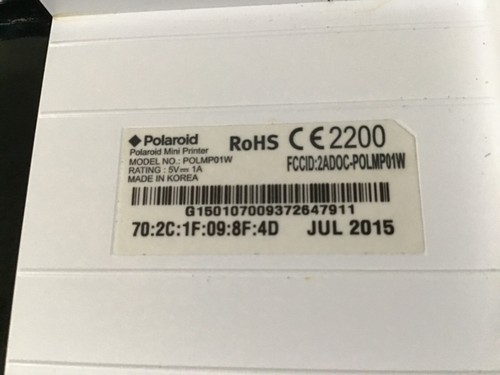 Polaroid
Polaroid Mini Printer
MODEL NO.: POLMP01W
RATING : 5V⎓ 1A
MADE IN KOREA
RoHS CE 2200
FCCID:2ADOC-POLMP01W
G150107009372647911
70:2C:1F:09:8F:4D JUL 2015